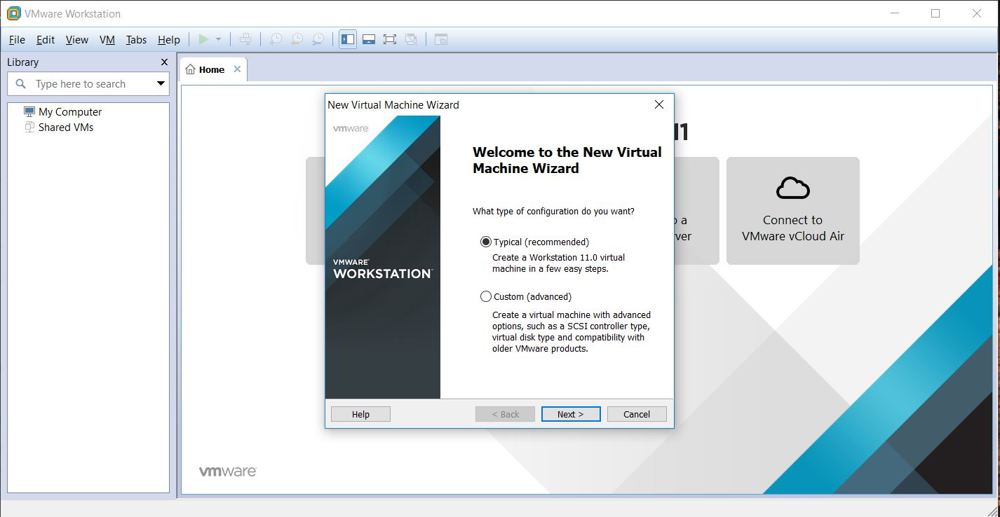 VMware Workstation
File Edit View VM Tabs Help
Library X
Type here to search
My Computer
Shared VMs
Home
11
Connect to
VMware vCloud Air
New Virtual Machine Wizard
vmware
VMWARE
WORKSTATION™
Welcome to the New Virtual
Machine Wizard
What type of configuration do you want?
Typical (recommended)
Create a Workstation 11.0 virtual
machine in a few easy steps.
Custom (advanced)
Create a virtual machine with advanced
options, such as a SCSI controller type,
virtual disk type and compatibility with
older VMware products.
Help < Back Next > Cancel
vmware